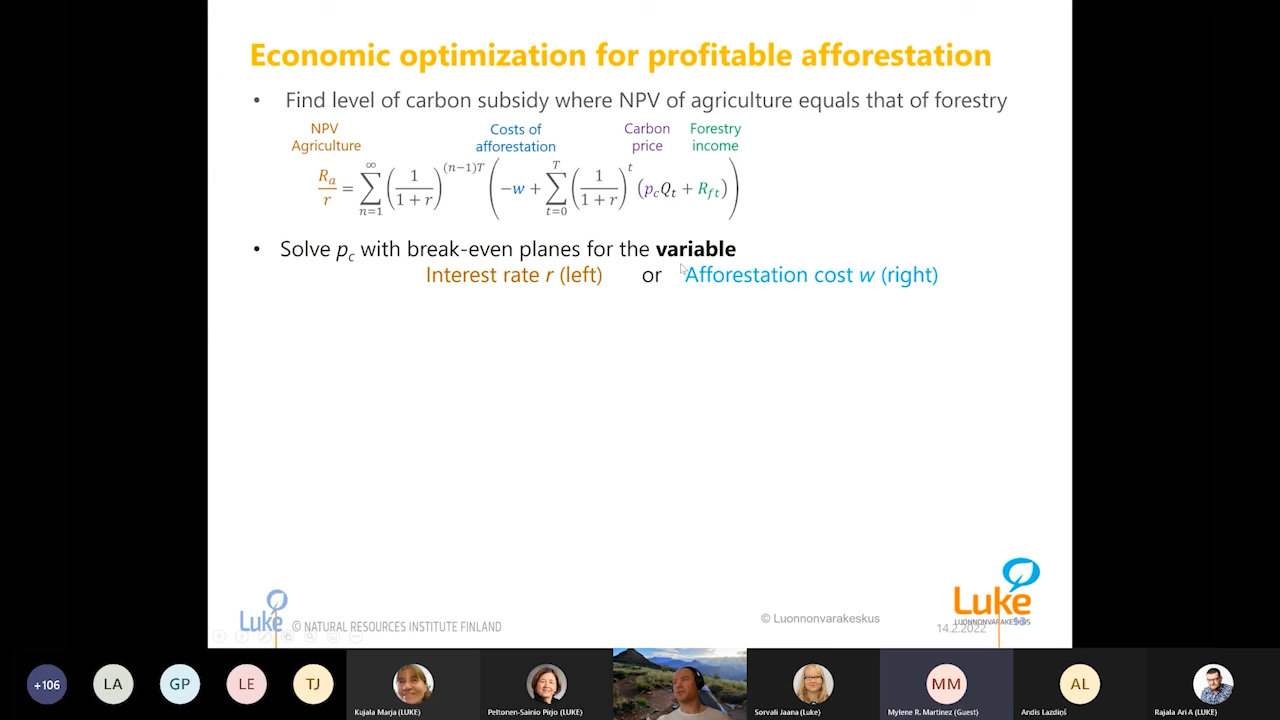 Economic optimization for profitable afforestation
• Find level of carbon subsidy where NPV of agriculture equals that of forestry
NPV Agriculture
Costs of afforestation
Carbon price
Forestry income
R_a / r = ∑_{n=1}^{∞} (1 / (1 + r))^{(n−1)T} (−w + ∑_{t=0}^{T} (1 / (1 + r))^t (p_c Q_t + R_{ft}))
• Solve p_c with break-even planes for the variable
Interest rate r (left) or Afforestation cost w (right)
Luke
© NATURAL RESOURCES INSTITUTE FINLAND
© Luonnonvarakeskus
Luke
LUONNONVARAKESKUS
14.2.2022
+106
LA
GP
LE
TJ
Kujala Marja (LUKE)
Peltonen-Sainio Pirjo (LUKE)
Sorvali Jaana (Luke)
MM
Mylene R. Martinez (Guest)
AL
Andis Lazdiņš
Rajala Ari A (LUKE)